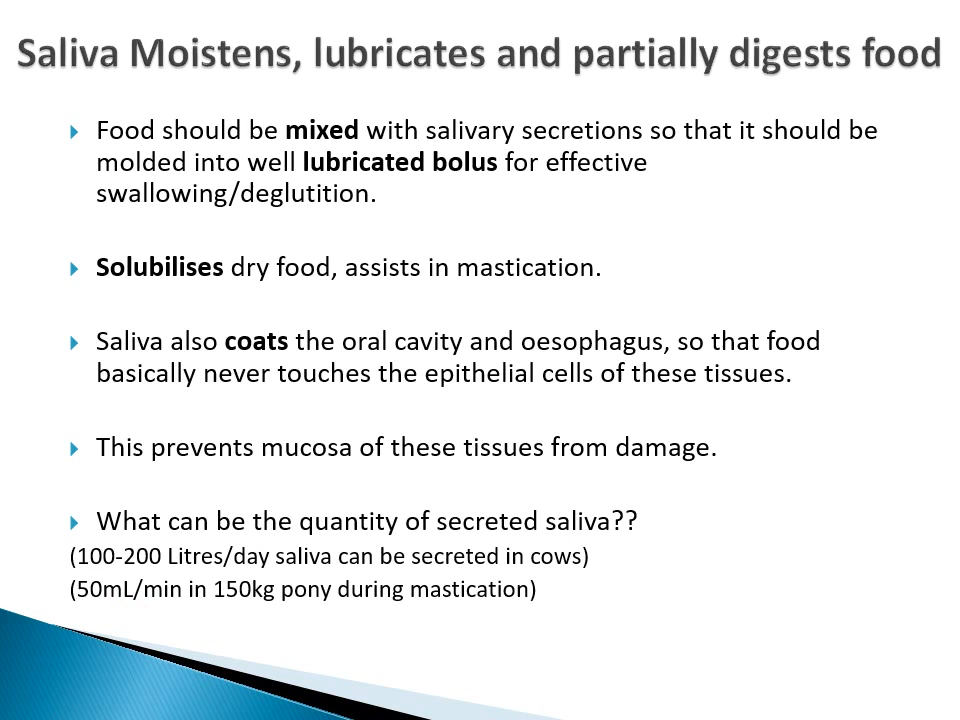 Saliva Moistens, lubricates and partially digests food
Food should be mixed with salivary secretions so that it should be
molded into well lubricated bolus for effective
swallowing/deglutition.
Solubilises dry food, assists in mastication.
Saliva also coats the oral cavity and oesophagus, so that food
basically never touches the epithelial cells of these tissues.
This prevents mucosa of these tissues from damage.
What can be the quantity of secreted saliva??
(100-200 Litres/day saliva can be secreted in cows)
(50mL/min in 150kg pony during mastication)